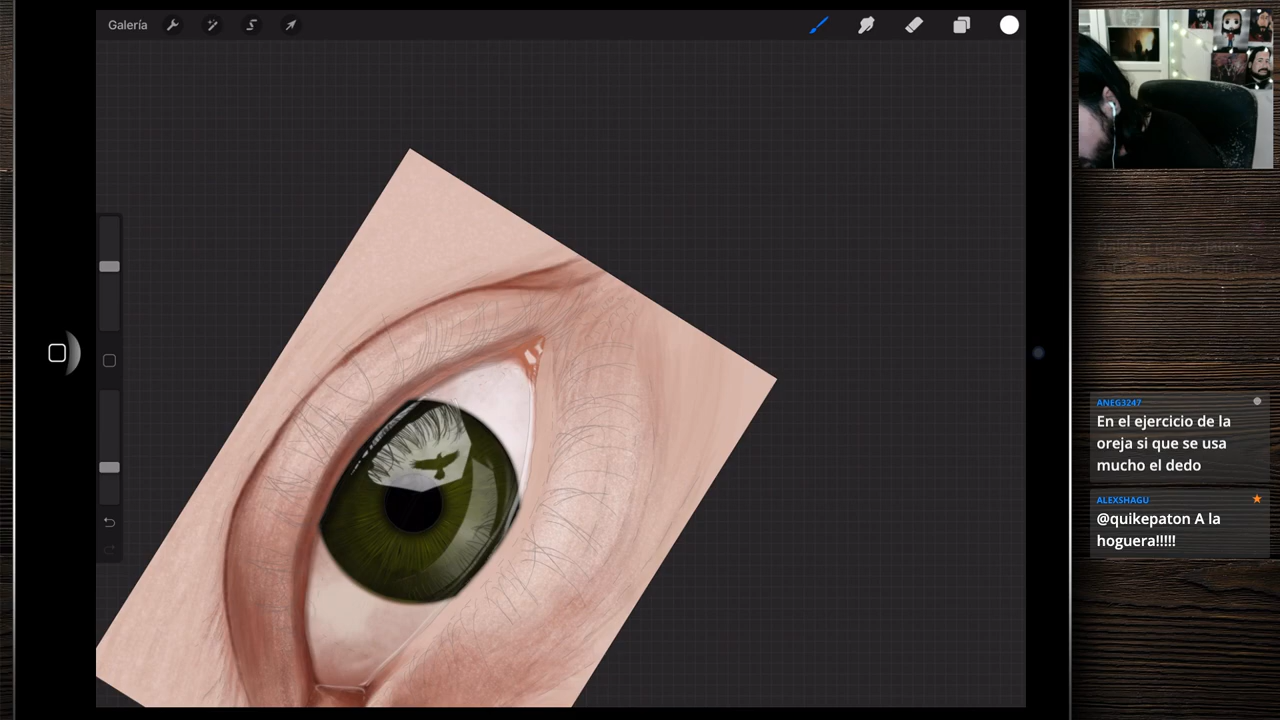 Galería
ANEG3247
En el ejercicio de la
oreja si que se usa
mucho el dedo
ALEXSHAGU
@quikepaton A la
hoguera!!!!!